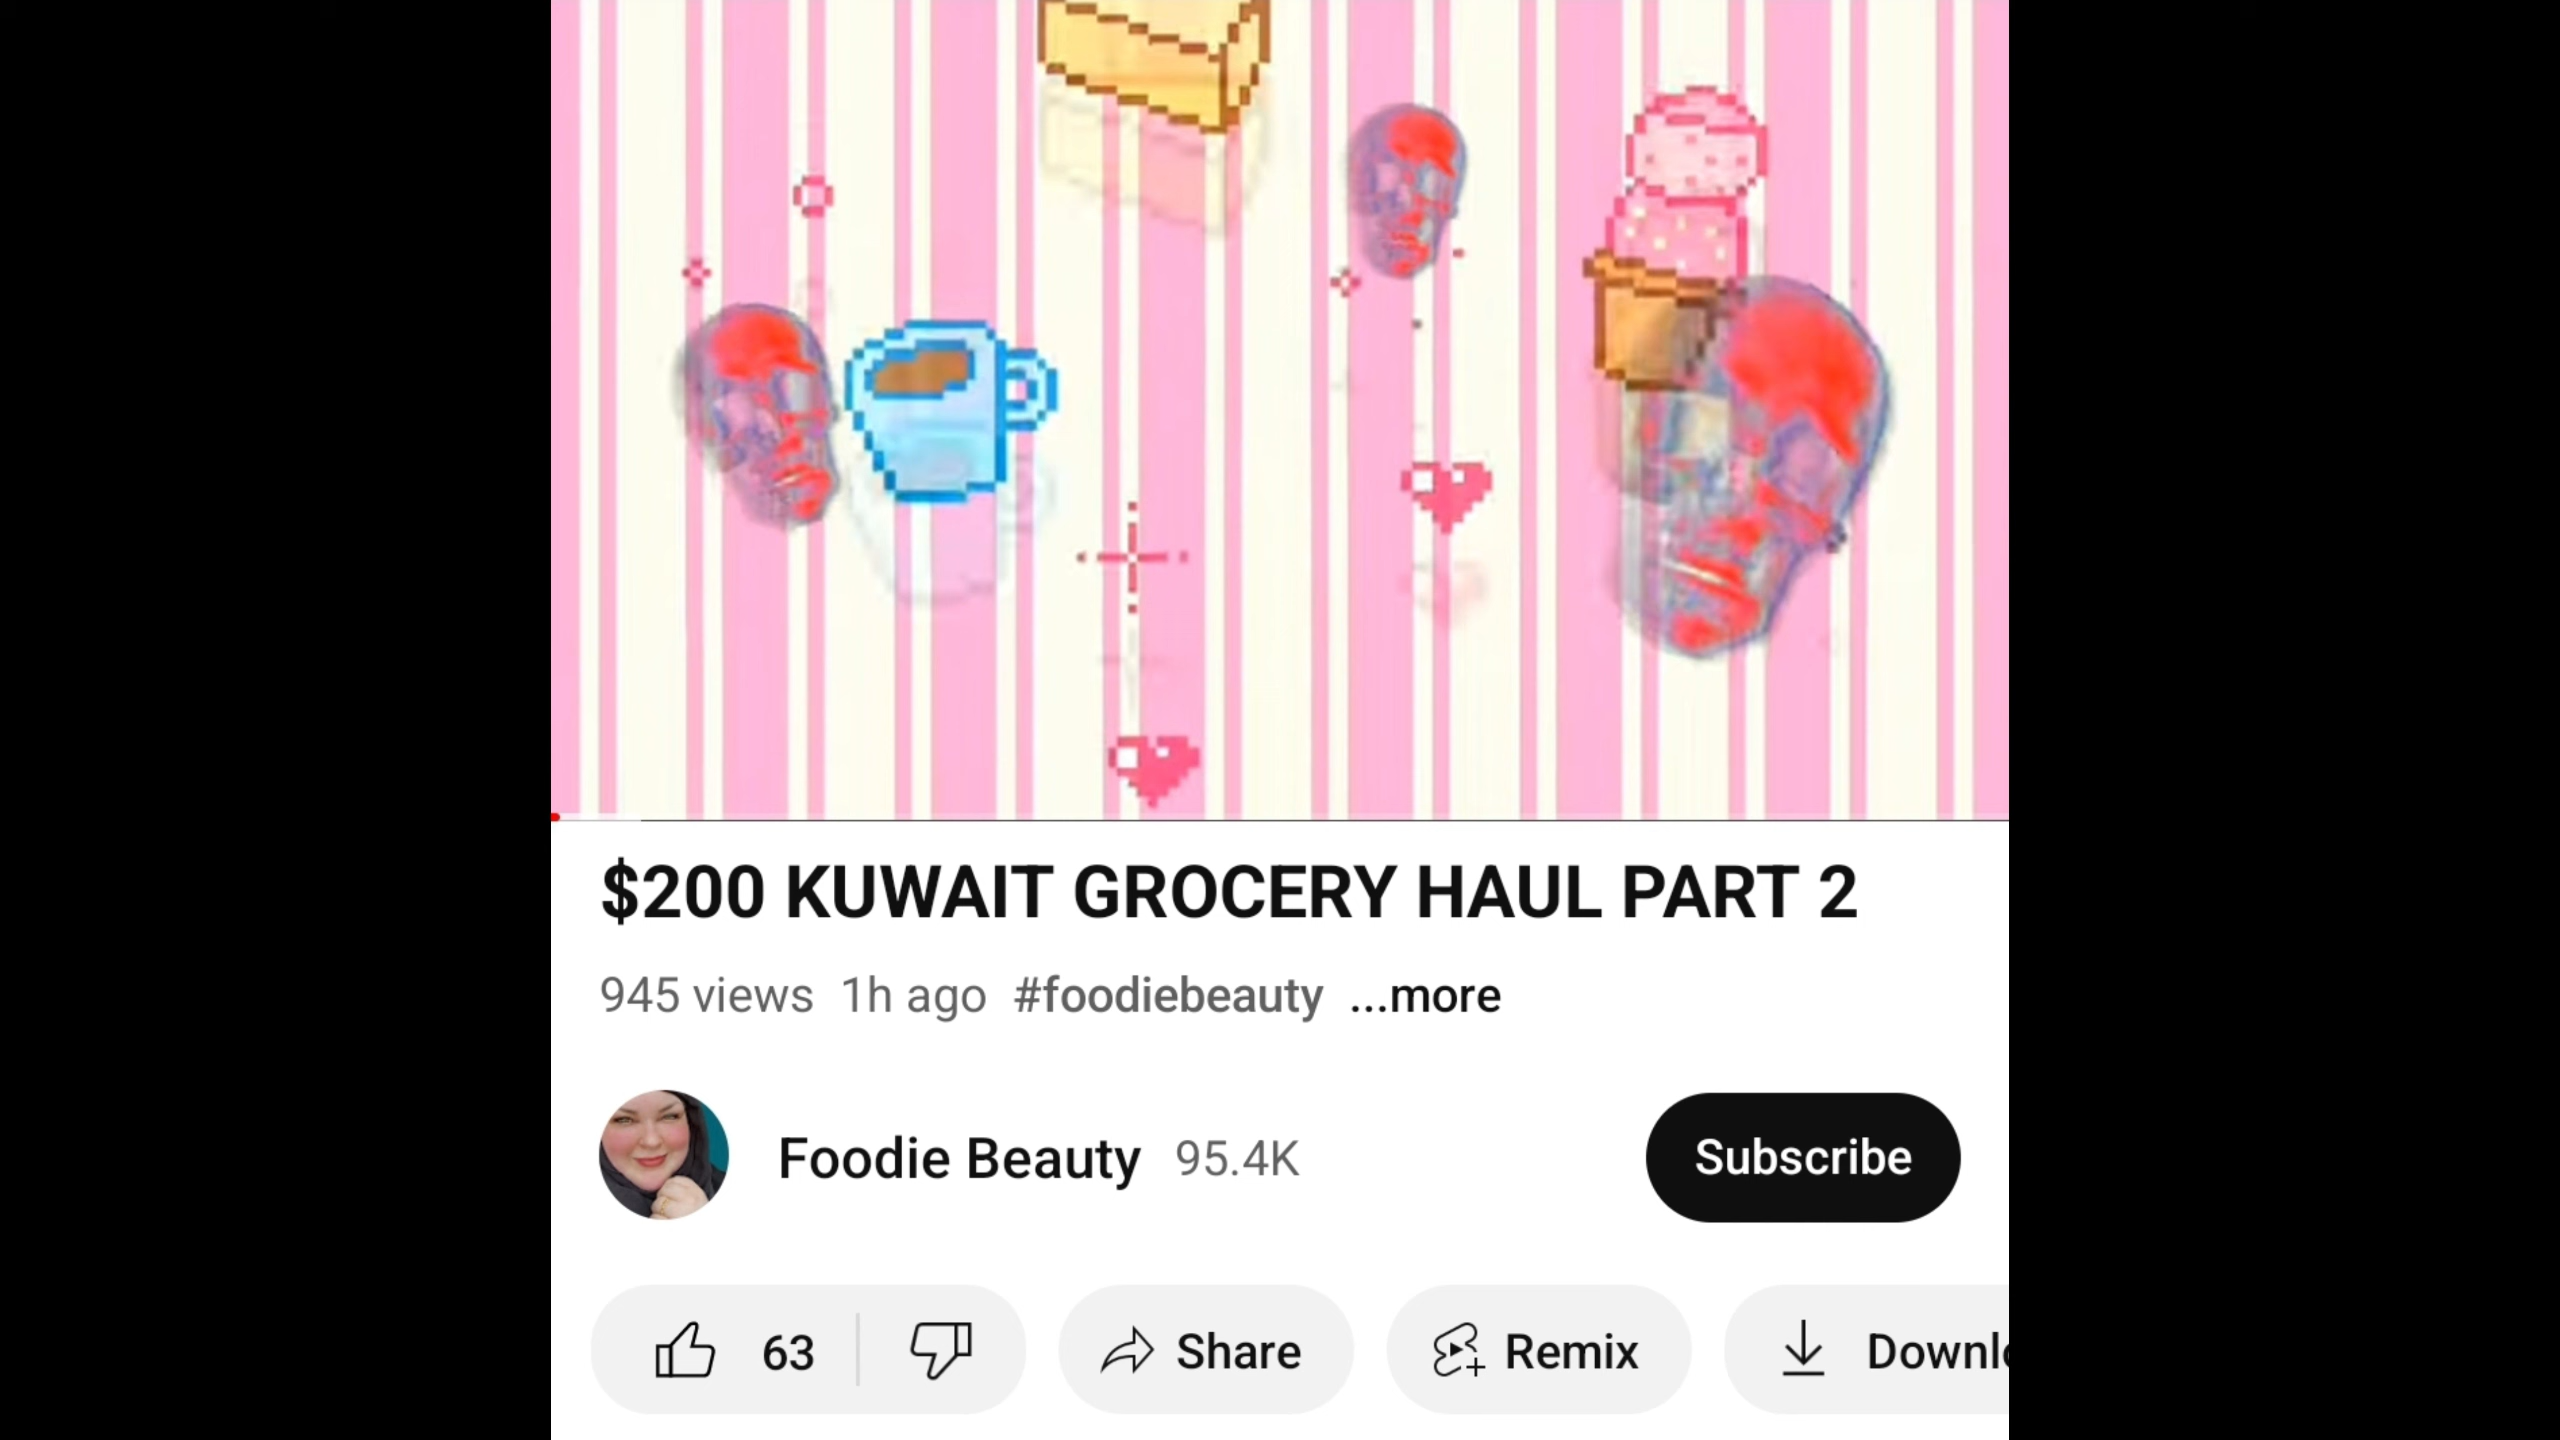 $200 KUWAIT GROCERY HAUL PART 2
945 views 1h ago #foodiebeauty ...more
Foodie Beauty 95.4K Subscribe
63 Share Remix Downlo